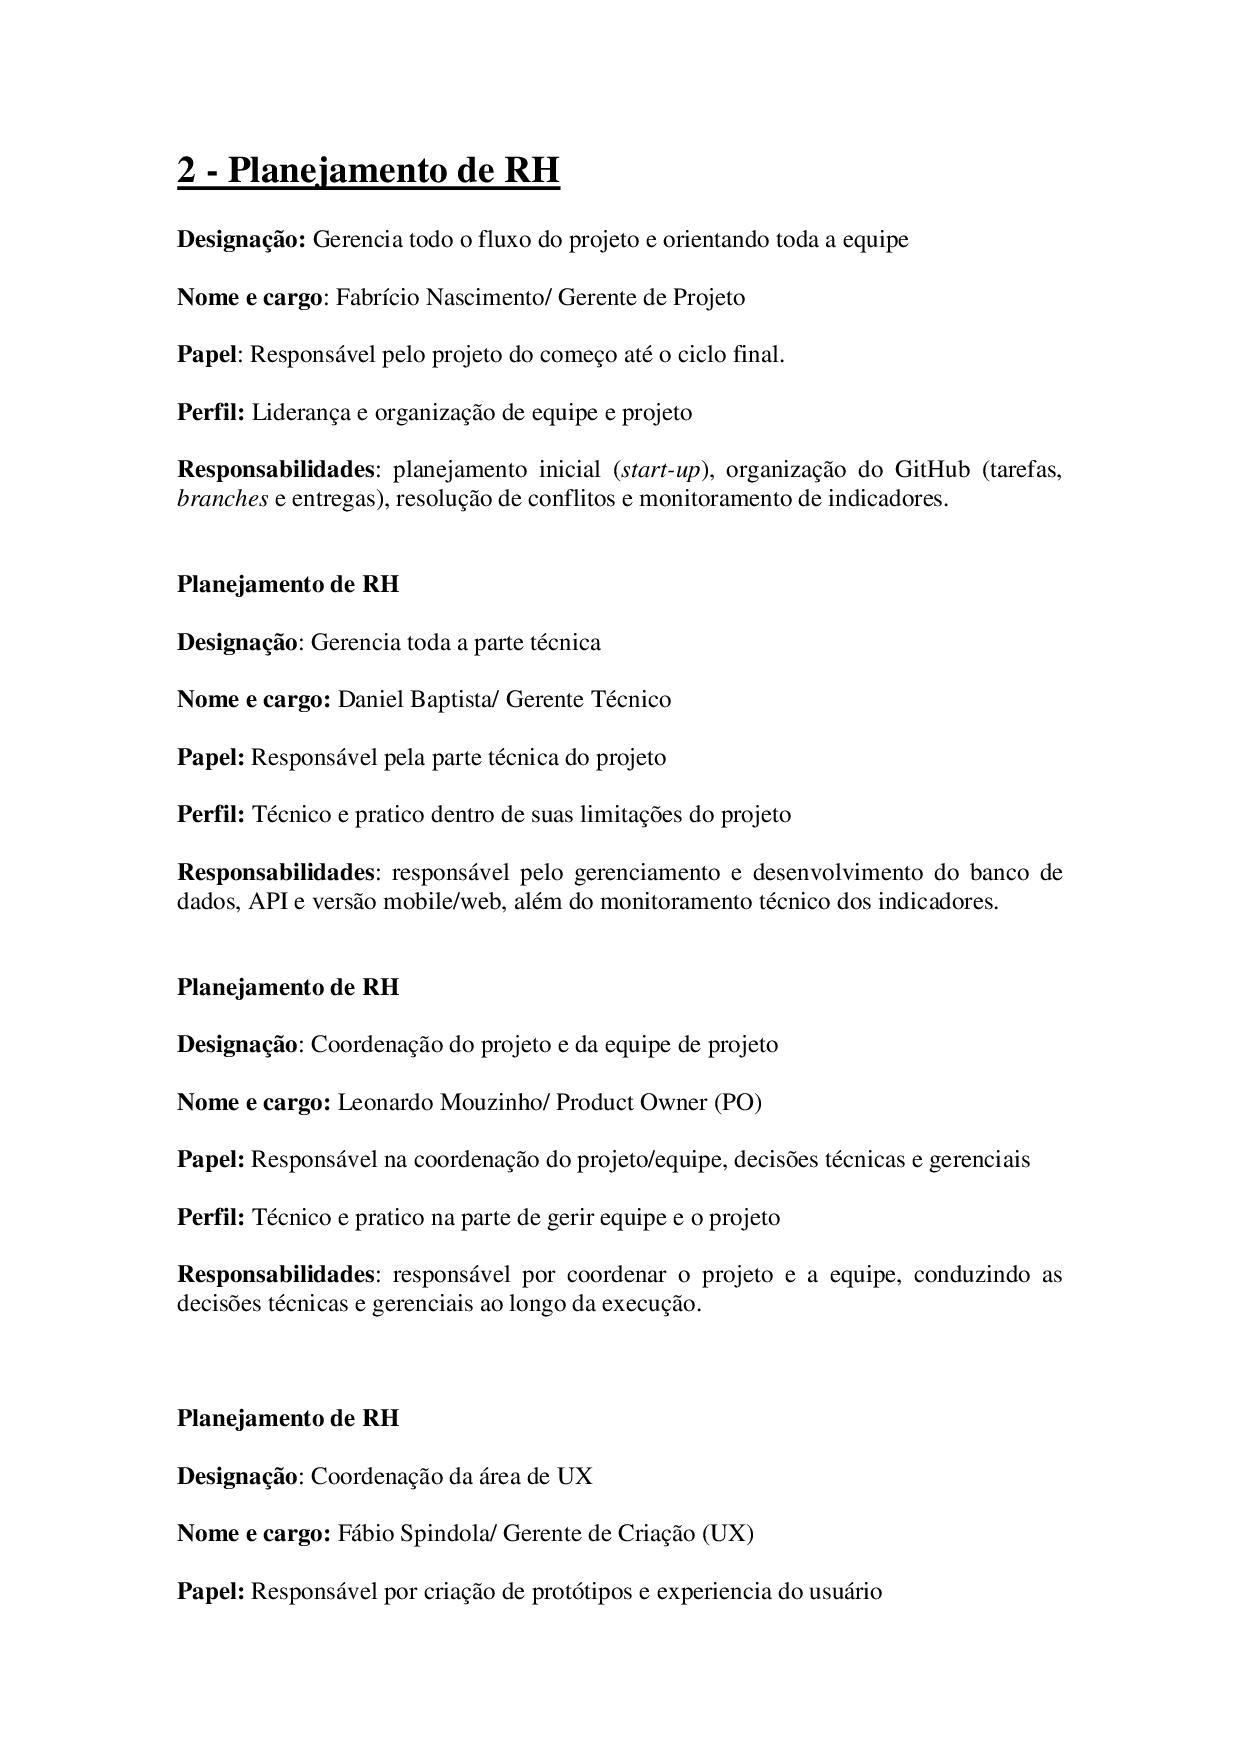 2 - Planejamento de RH
Designação: Gerencia todo o fluxo do projeto e orientando toda a equipe
Nome e cargo: Fabrício Nascimento/ Gerente de Projeto
Papel: Responsável pelo projeto do começo até o ciclo final.
Perfil: Liderança e organização de equipe e projeto
Responsabilidades: planejamento inicial (start-up), organização do GitHub (tarefas,
branches e entregas), resolução de conflitos e monitoramento de indicadores.
Planejamento de RH
Designação: Gerencia toda a parte técnica
Nome e cargo: Daniel Baptista/ Gerente Técnico
Papel: Responsável pela parte técnica do projeto
Perfil: Técnico e pratico dentro de suas limitações do projeto
Responsabilidades: responsável pelo gerenciamento e desenvolvimento do banco de
dados, API e versão mobile/web, além do monitoramento técnico dos indicadores.
Planejamento de RH
Designação: Coordenação do projeto e da equipe de projeto
Nome e cargo: Leonardo Mouzinho/ Product Owner (PO)
Papel: Responsável na coordenação do projeto/equipe, decisões técnicas e gerenciais
Perfil: Técnico e pratico na parte de gerir equipe e o projeto
Responsabilidades: responsável por coordenar o projeto e a equipe, conduzindo as
decisões técnicas e gerenciais ao longo da execução.
Planejamento de RH
Designação: Coordenação da área de UX
Nome e cargo: Fábio Spindola/ Gerente de Criação (UX)
Papel: Responsável por criação de protótipos e experiencia do usuário